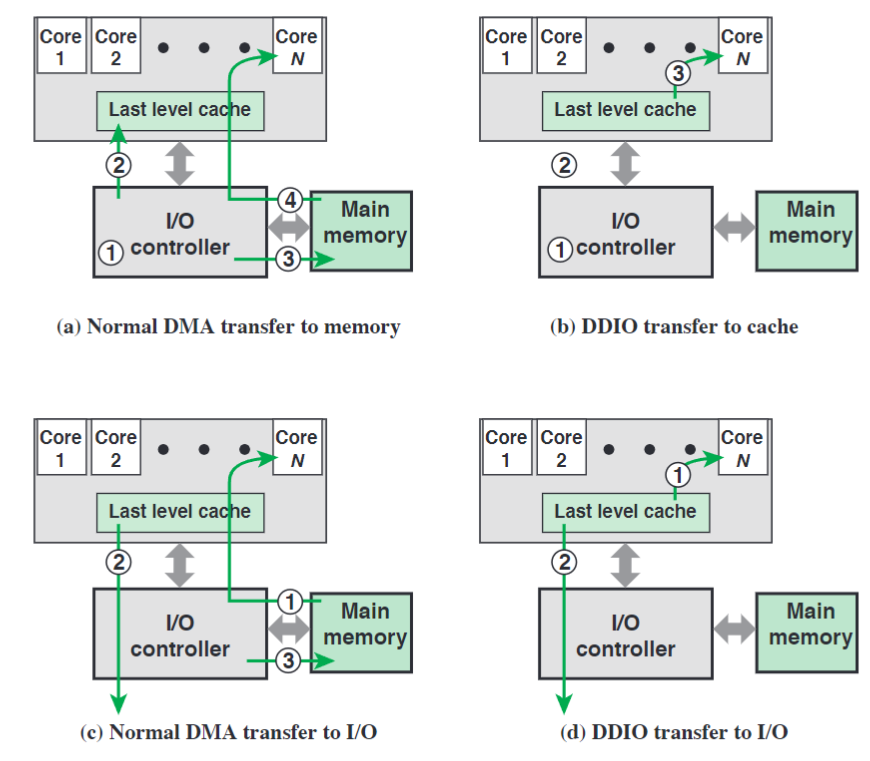 Core 1
Core 2
Core N
Last level cache
2
4
I/O controller
1
3
Main memory
(a) Normal DMA transfer to memory
Core 1
Core 2
Core N
3
Last level cache
2
I/O controller
1
Main memory
(b) DDIO transfer to cache
Core 1
Core 2
Core N
Last level cache
2
1
I/O controller
3
Main memory
(c) Normal DMA transfer to I/O
Core 1
Core 2
Core N
1
Last level cache
2
I/O controller
Main memory
(d) DDIO transfer to I/O